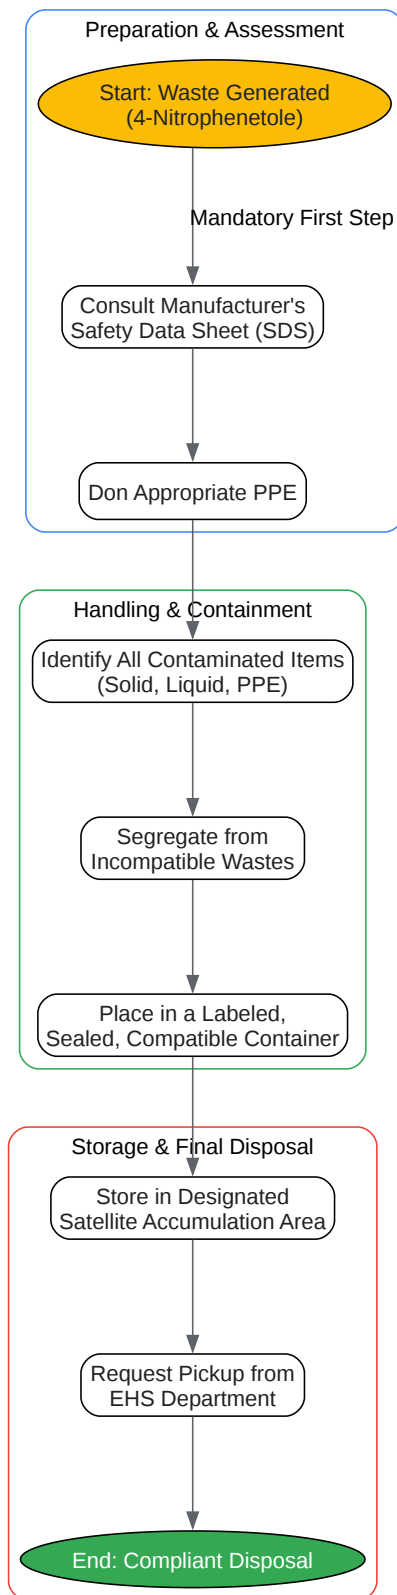 Preparation & Assessment
Start: Waste Generated
(4-Nitrophenetole)
Mandatory First Step
Consult Manufacturer's
Safety Data Sheet (SDS)
Don Appropriate PPE
Handling & Containment
Identify All Contaminated Items
(Solid, Liquid, PPE)
Segregate from
Incompatible Wastes
Place in a Labeled,
Sealed, Compatible Container
Storage & Final Disposal
Store in Designated
Satellite Accumulation Area
Request Pickup from
EHS Department
End: Compliant Disposal